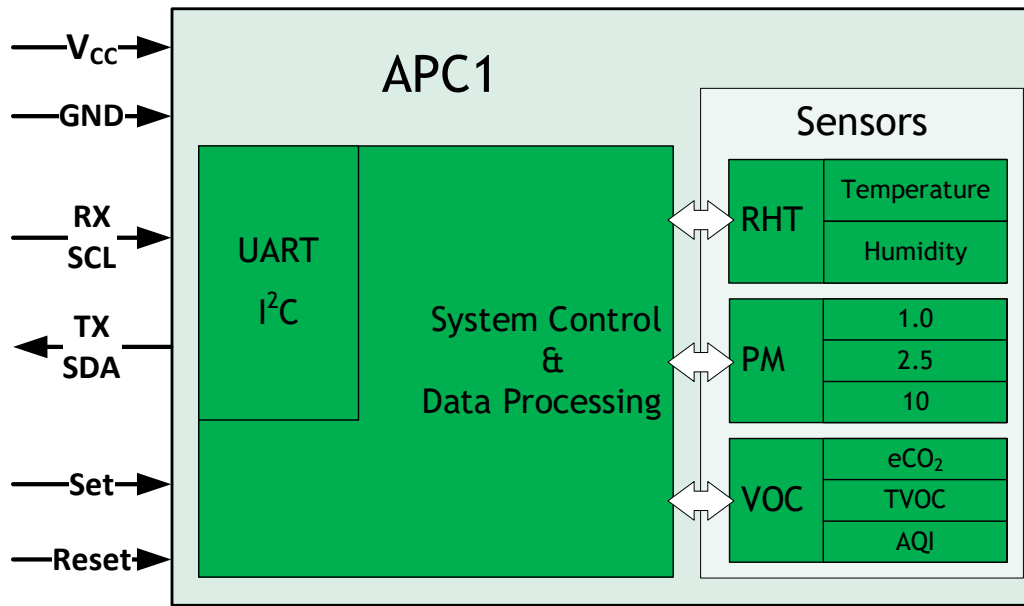 V_CC
GND
RX
SCL
TX
SDA
Set
Reset
APC1
UART
I²C
System Control
&
Data Processing
Sensors
RHT
Temperature
Humidity
PM
1.0
2.5
10
VOC
eCO₂
TVOC
AQI